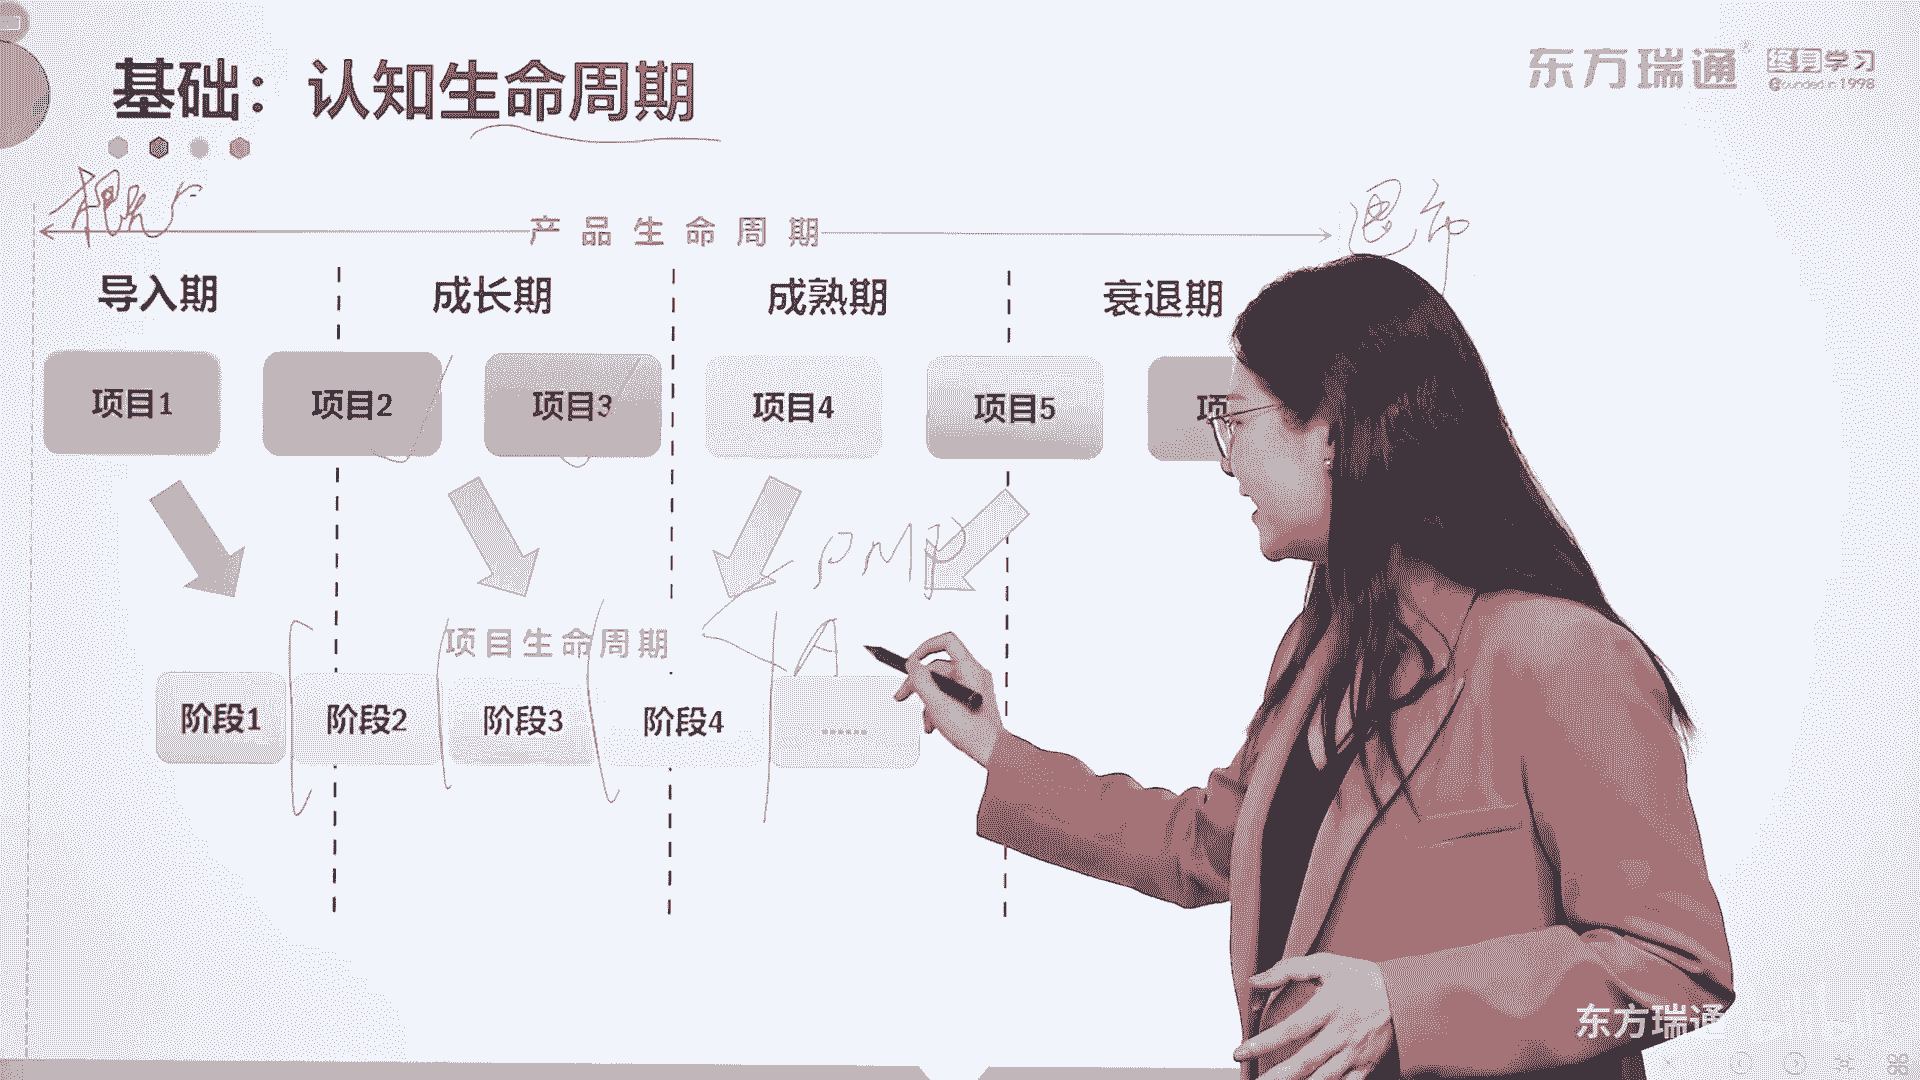 基础：认知生命周期
东方瑞通® 终身学习
Founded in 1998
概念
退市
产品生命周期
导入期 成长期 成熟期 衰退期
项目1 项目2 项目3 项目4 项目5 项
PMP
项目生命周期
A
阶段1 阶段2 阶段3 阶段4 ......
东方瑞通